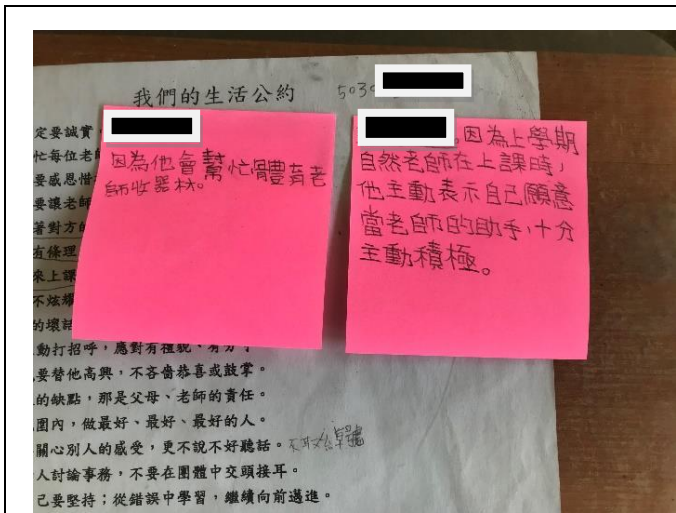 我們的生活公約 503
因為他會幫忙體育老
師收器材。
。因為上學期
自然老師在上課時,
他主動表示自己願意
當老師的助手,十分
主動積極。
定要誠實
忙每位老
要感恩惜
要讓老師
著對方的
有條理
來上課
不炫耀
的壞話
動打招呼,應對有禮貌、有分
要替他高興,不吝嗇恭喜或鼓掌。
的缺點,那是父母、老師的責任。
圍內,做最好、最好、最好的人。
關心別人的感受,更不說不好聽話。
人討論事務,不要在團體中交頭接耳。
己要堅持;從錯誤中學習,繼續向前邁進。